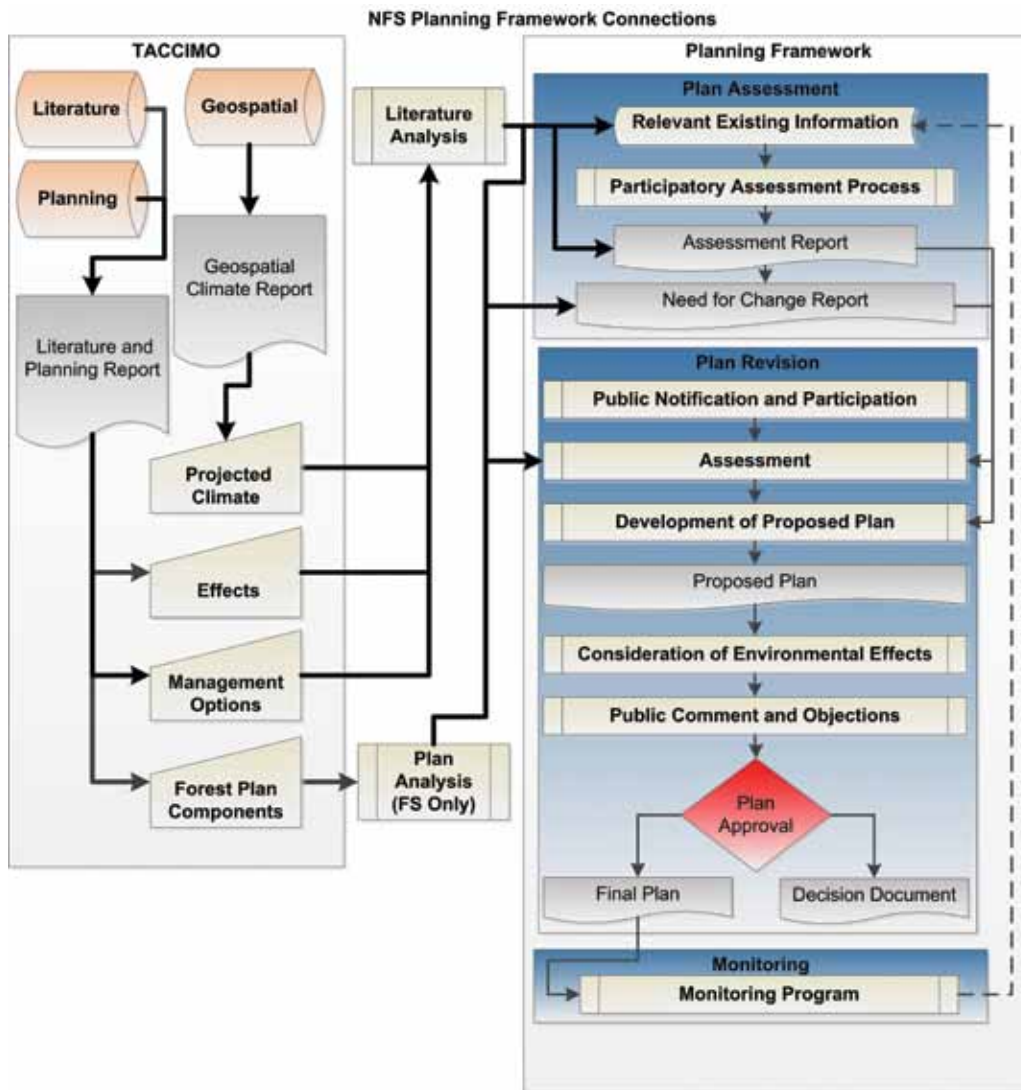 NFS Planning Framework Connections
TACCIMO
Literature
Geospatial
Planning
Geospatial
Climate Report
Literature and
Planning Report
Projected
Climate
Effects
Management
Options
Forest Plan
Components
Literature
Analysis
Plan
Analysis
(FS Only)
Planning Framework
Plan Assessment
Relevant Existing Information
Participatory Assessment Process
Assessment Report
Need for Change Report
Plan Revision
Public Notification and Participation
Assessment
Development of Proposed Plan
Proposed Plan
Consideration of Environmental Effects
Public Comment and Objections
Plan
Approval
Final Plan
Decision Document
Monitoring
Monitoring Program